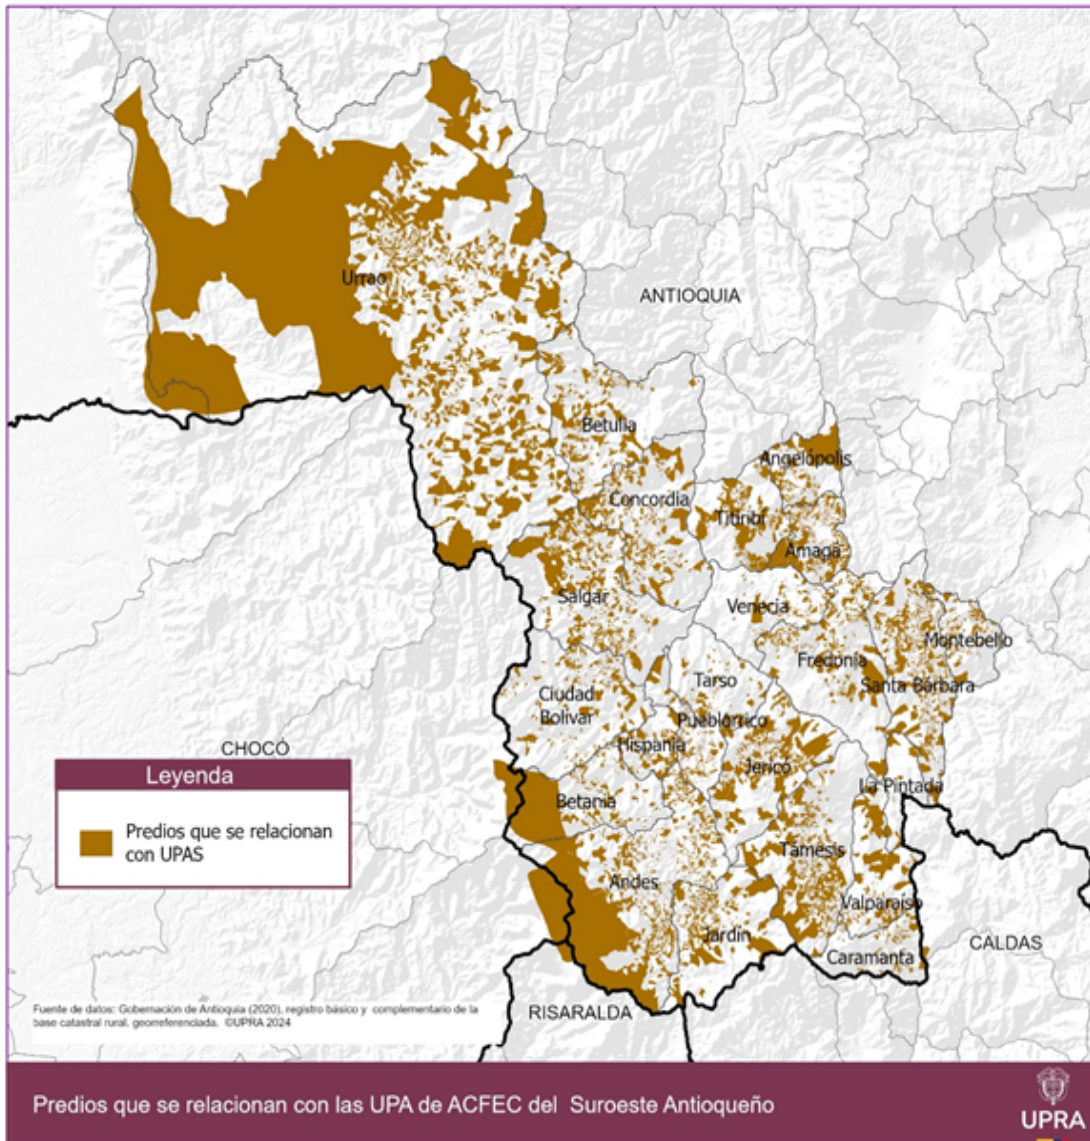 Urrao
ANTIOQUIA
Betulia
Angelópolis
Concordia
Titiribí
Amagá
Salgar
Venecia
Montebello
Fredonia
Santa Bárbara
Tarso
Ciudad
Bolívar
Pueblorrico
Hispania
Jericó
CHOCÓ
La Pintada
Betania
Támesis
Andes
Valparaíso
Jardín
CALDAS
Caramanta
RISARALDA
Leyenda
Predios que se relacionan
con UPAS
Fuente de datos: Gobernación de Antioquia (2020), registro básico y complementario de la
base catastral rural, georreferenciada. ©UPRA 2024
Predios que se relacionan con las UPA de ACFEC del Suroeste Antioqueño
UPRA